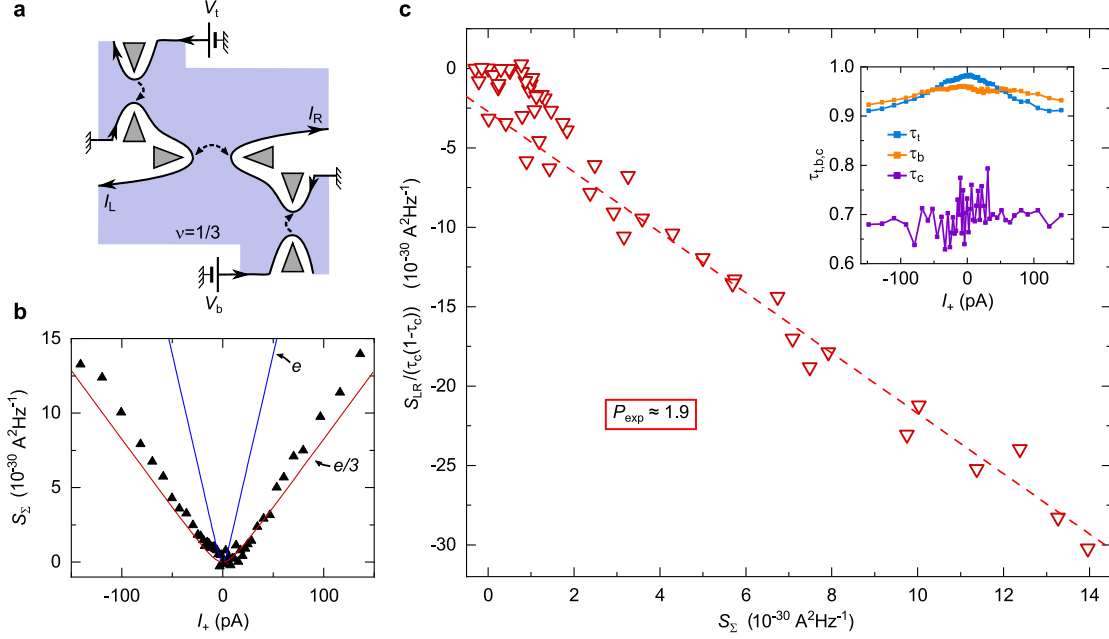 a
V_t
I_R
I_L
ν=1/3
V_b
b
15
10
5
0
S_Σ (10^-30 A^2Hz^-1)
e
e/3
-100
0
100
I_+ (pA)
c
0
-5
-10
-15
-20
-25
-30
S_LR/(τ_c(1-τ_c)) (10^-30 A^2Hz^-1)
P_exp ≈ 1.9
0
2
4
6
8
10
12
14
S_Σ (10^-30 A^2Hz^-1)
1.0
0.9
0.8
0.7
0.6
τ_t,b,c
τ_t
τ_b
τ_c
-100
0
100
I_+ (pA)